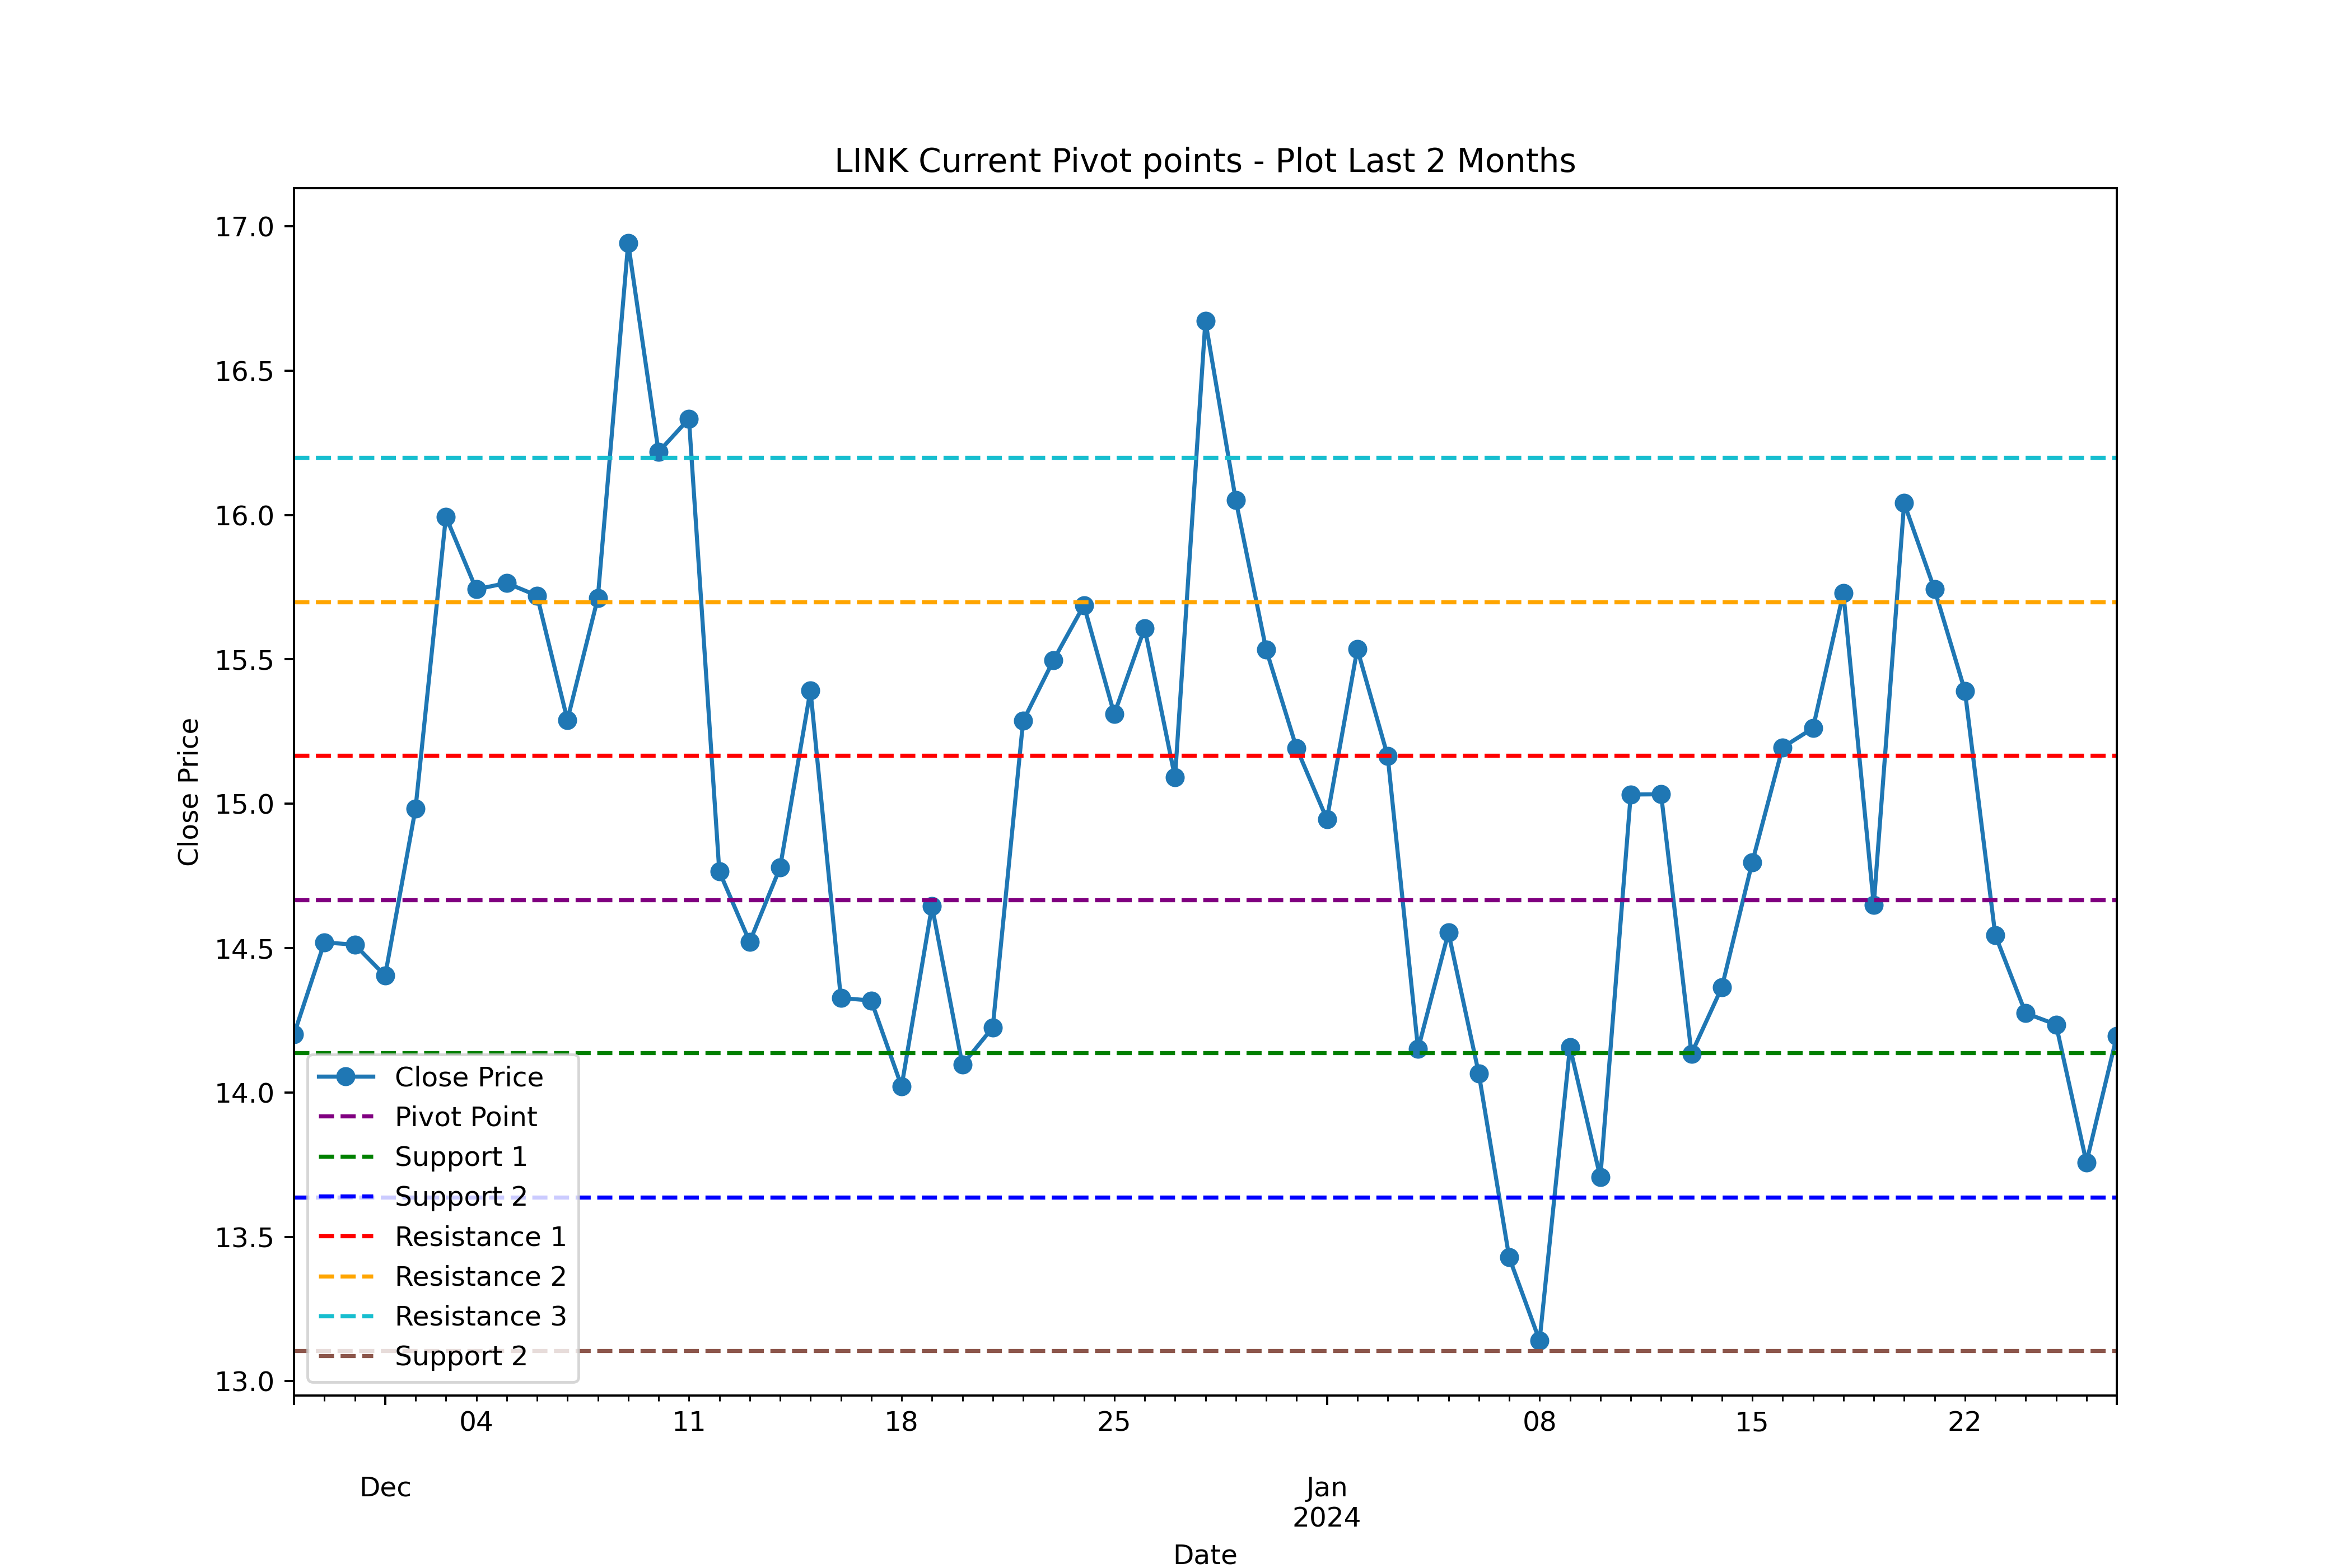 LINK Current Pivot points - Plot Last 2 Months
17.0
16.5
16.0
15.5
15.0
14.5
14.0
13.5
13.0
Close Price
Close Price
Pivot Point
Support 1
Support 2
Resistance 1
Resistance 2
Resistance 3
Support 2
04 11 18 25 08 15 22
Dec Jan
2024
Date